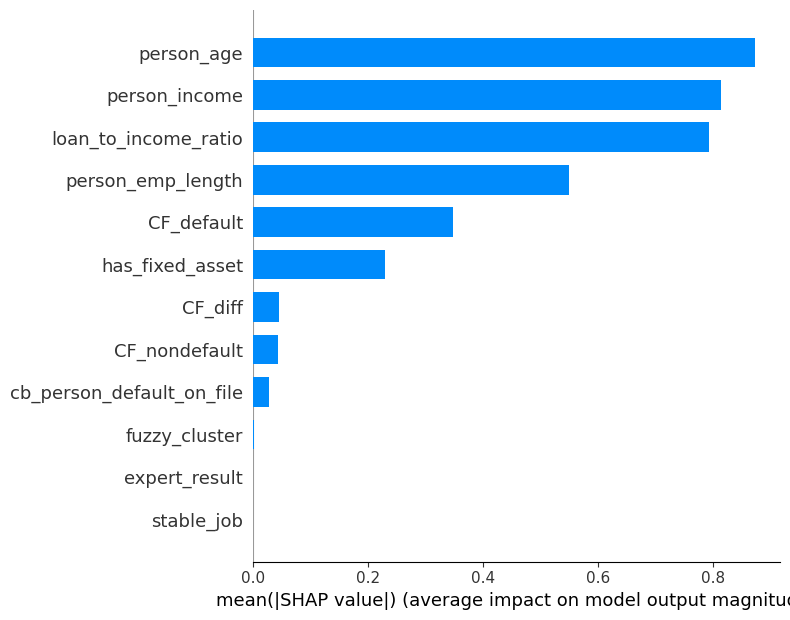 person_age
person_income
loan_to_income_ratio
person_emp_length
CF_default
has_fixed_asset
CF_diff
CF_nondefault
cb_person_default_on_file
fuzzy_cluster
expert_result
stable_job
0.0 0.2 0.4 0.6 0.8
mean(|SHAP value|) (average impact on model output